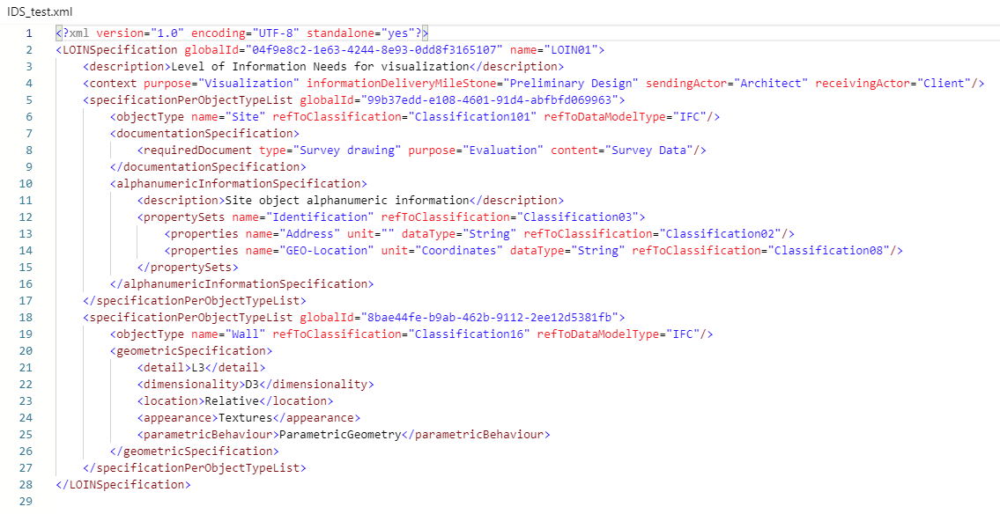 IDS_test.xml
1 <?xml version="1.0" encoding="UTF-8" standalone="yes"?>
2 <LOINSpecification globalId="04f9e8c2-1e63-4244-8e93-0dd8f3165107" name="LOIN01">
3 <description>Level of Information Needs for visualization</description>
4 <context purpose="Visualization" informationDeliveryMileStone="Preliminary Design" sendingActor="Architect" receivingActor="Client"/>
5 <specificationPerObjectTypeList globalId="99b37edd-e108-4601-91d4-abfbfd069963">
6 <objectType name="Site" refToClassification="Classification101" refToDataModelType="IFC"/>
7 <documentationSpecification>
8 <requiredDocument type="Survey drawing" purpose="Evaluation" content="Survey Data"/>
9 </documentationSpecification>
10 <alphanumericInformationSpecification>
11 <description>Site object alphanumeric information</description>
12 <propertySets name="Identification" refToClassification="Classification03">
13 <properties name="Address" unit="" dataType="String" refToClassification="Classification02"/>
14 <properties name="GEO-Location" unit="Coordinates" dataType="String" refToClassification="Classification08"/>
15 </propertySets>
16 </alphanumericInformationSpecification>
17 </specificationPerObjectTypeList>
18 <specificationPerObjectTypeList globalId="8bae44fe-b9ab-462b-9112-2ee12d5381fb">
19 <objectType name="Wall" refToClassification="Classification16" refToDataModelType="IFC"/>
20 <geometricSpecification>
21 <detail>L3</detail>
22 <dimensionality>D3</dimensionality>
23 <location>Relative</location>
24 <appearance>Textures</appearance>
25 <parametricBehaviour>ParametricGeometry</parametricBehaviour>
26 </geometricSpecification>
27 </specificationPerObjectTypeList>
28 </LOINSpecification>
29